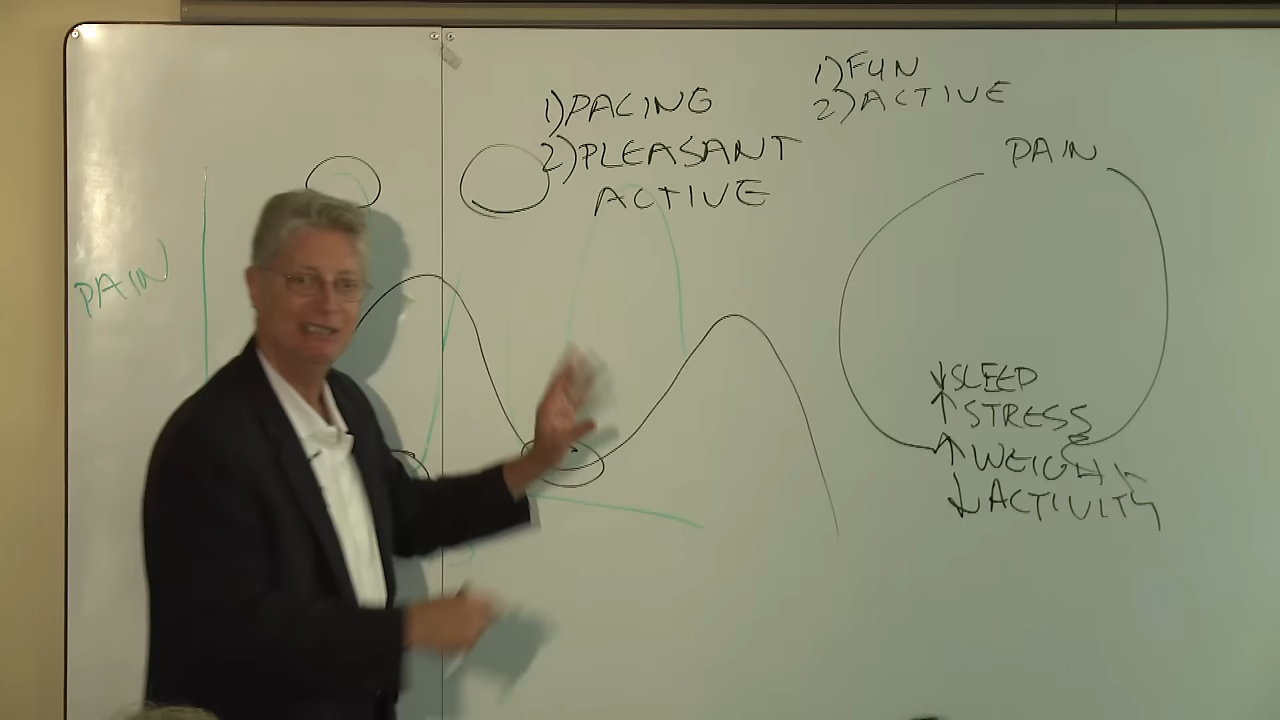 PAIN
1) PACING
2) PLEASANT
ACTIVE
1) FUN
2) ACTIVE
PAIN
↓ SLEEP
↑ STRESS
↑ WEIGHT
↓ ACTIVITY